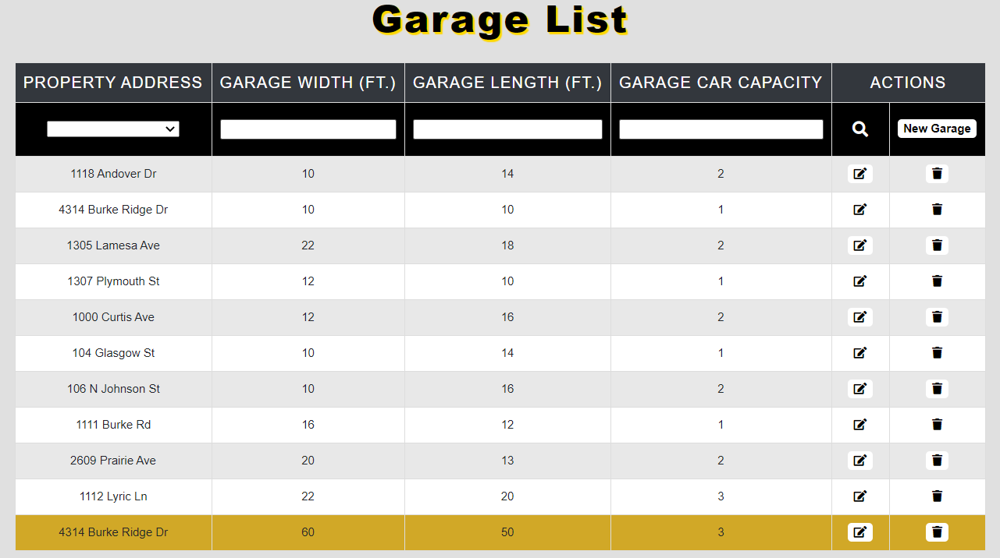 Garage List
PROPERTY ADDRESS GARAGE WIDTH (FT.) GARAGE LENGTH (FT.) GARAGE CAR CAPACITY ACTIONS
New Garage
1118 Andover Dr 10 14 2
4314 Burke Ridge Dr 10 10 1
1305 Lamesa Ave 22 18 2
1307 Plymouth St 12 10 1
1000 Curtis Ave 12 16 2
104 Glasgow St 10 14 1
106 N Johnson St 10 16 2
1111 Burke Rd 16 12 1
2609 Prairie Ave 20 13 2
1112 Lyric Ln 22 20 3
4314 Burke Ridge Dr 60 50 3